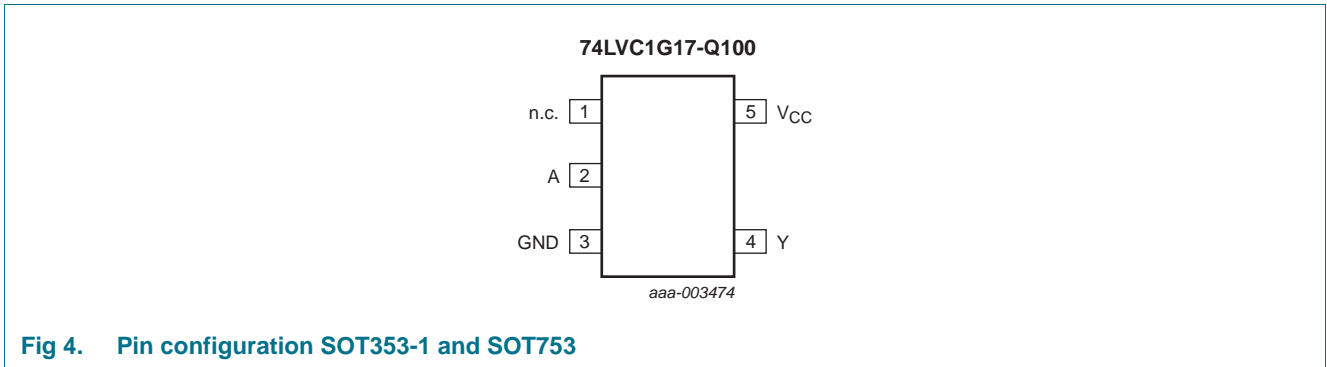 74LVC1G17-Q100
n.c. 1
5 VCC
A 2
GND 3
4 Y
aaa-003474
Fig 4. Pin configuration SOT353-1 and SOT753